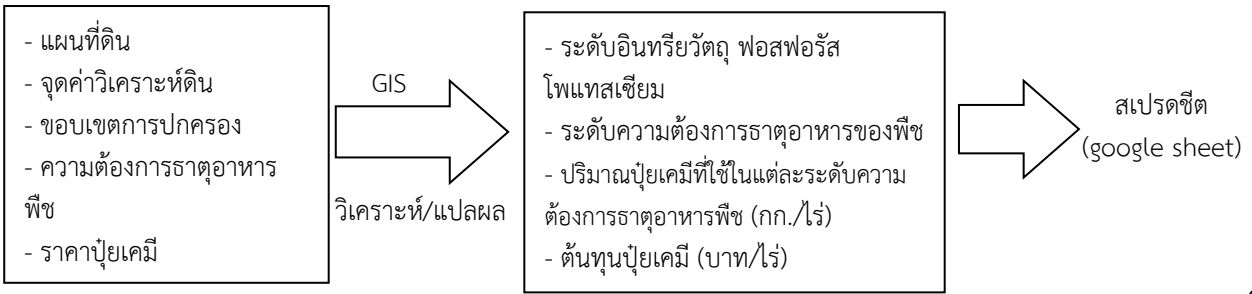 - แผนที่ดิน
- จุดค่าวิเคราะห์ดิน
- ขอบเขตการปกครอง
- ความต้องการธาตุอาหาร
พืช
- ราคาปุ๋ยเคมี
GIS
วิเคราะห์/แปลผล
- ระดับอินทรียวัตถุ ฟอสฟอรัส
โพแทสเซียม
- ระดับความต้องการธาตุอาหารของพืช
- ปริมาณปุ๋ยเคมีที่ใช้ในแต่ละระดับความ
ต้องการธาตุอาหารพืช (กก./ไร่)
- ต้นทุนปุ๋ยเคมี (บาท/ไร่)
สเปรดชีต
(google sheet)